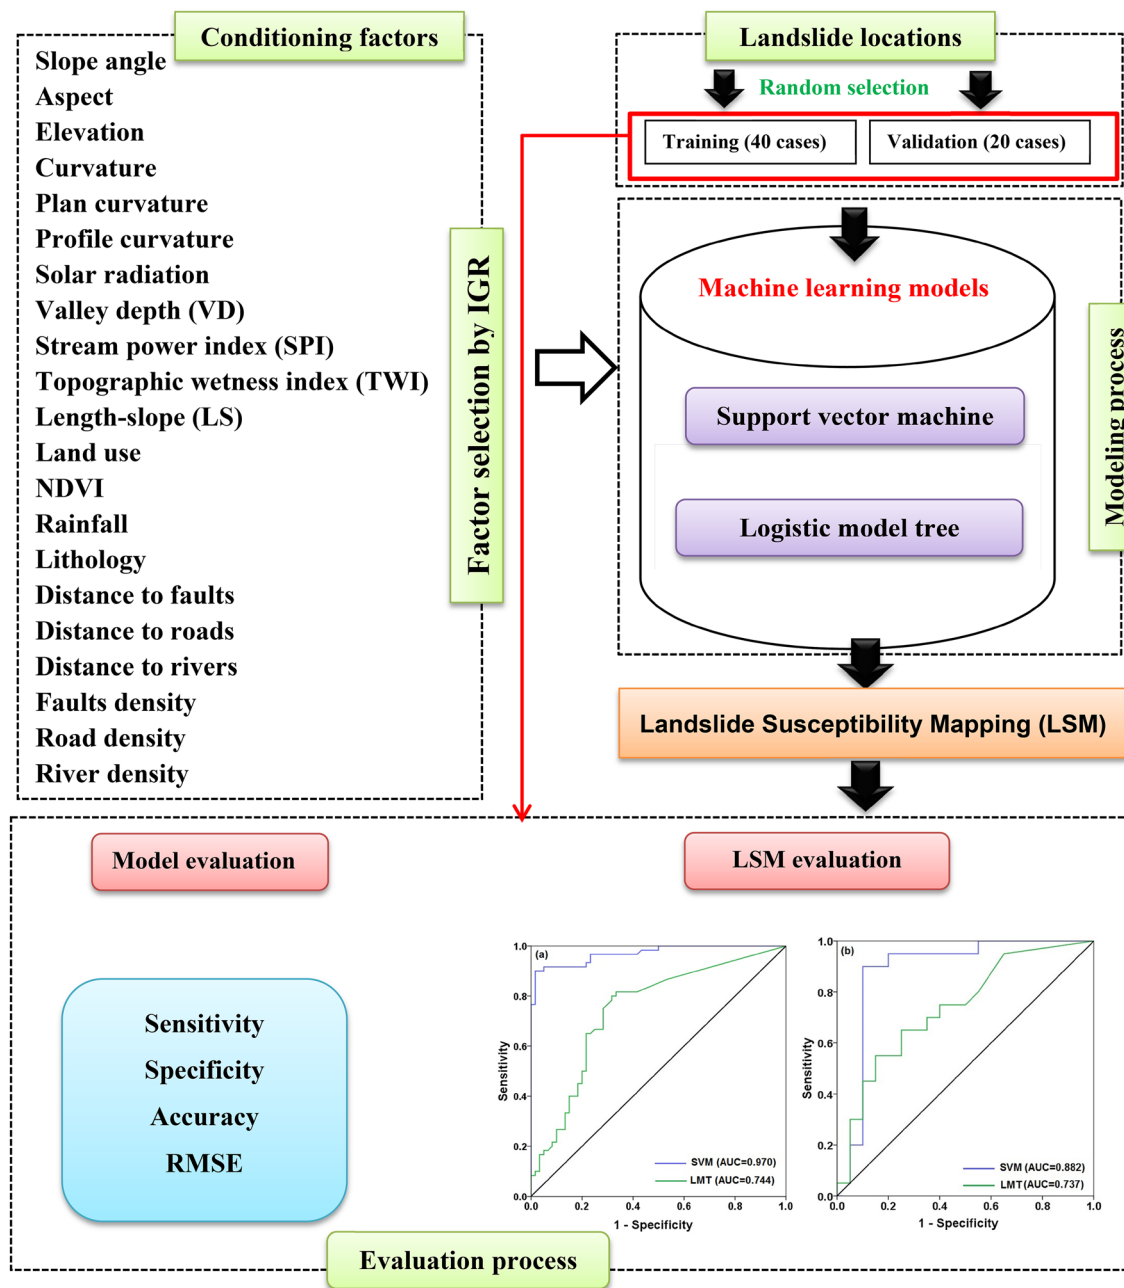 Conditioning factors
Slope angle
Aspect
Elevation
Curvature
Plan curvature
Profile curvature
Solar radiation
Valley depth (VD)
Stream power index (SPI)
Topographic wetness index (TWI)
Length-slope (LS)
Land use
NDVI
Rainfall
Lithology
Distance to faults
Distance to roads
Distance to rivers
Faults density
Road density
River density
Factor selection by IGR
Landslide locations
Random selection
Training (40 cases)
Validation (20 cases)
Machine learning models
Support vector machine
Logistic model tree
Modeling process
Landslide Susceptibility Mapping (LSM)
Model evaluation
LSM evaluation
Sensitivity
Specificity
Accuracy
RMSE
(a)
1.0
0.8
0.6
0.4
0.2
0.0
Sensitivity
SVM (AUC=0.970)
LMT (AUC=0.744)
0.0 0.2 0.4 0.6 0.8 1.0
1 - Specificity
(b)
1.0
0.8
0.6
0.4
0.2
0.0
Sensitivity
SVM (AUC=0.882)
LMT (AUC=0.737)
0.0 0.2 0.4 0.6 0.8 1.0
1 - Specificity
Evaluation process